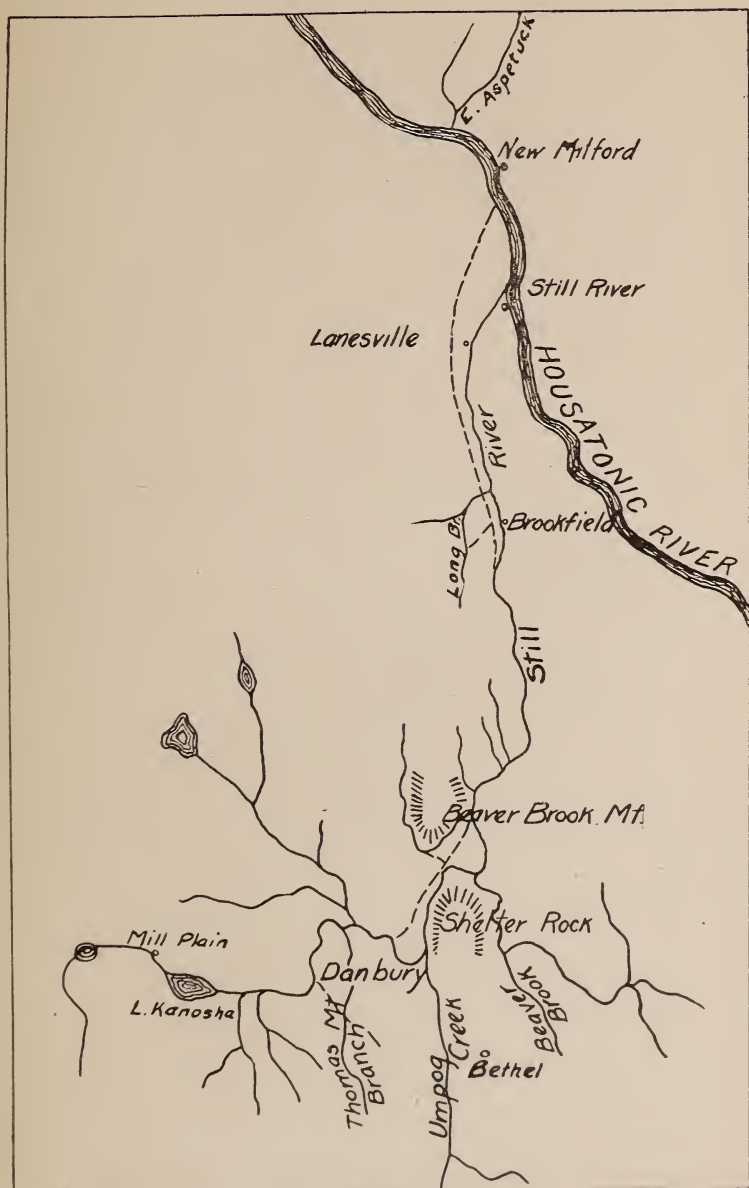 E. Aspetuck
New Milford
Still River
Lanesville
HOUSATONIC RIVER
River
Brookfield
Long Br.
Still
Beaver Brook. Mt.
Shelter Rock
Mill Plain
Danbury
L. Kanosha
Beaver
Brook
Thomas Mt
Branch
Umpog
Creek
Bethel